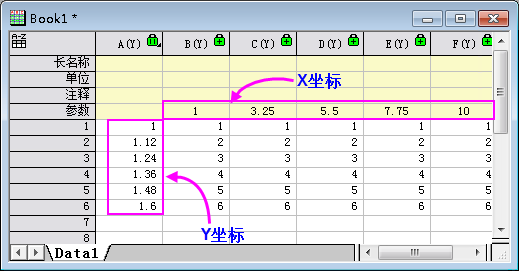 Book1 *
A(Y) B(Y) C(Y) D(Y) E(Y) F(Y)
长名称
单位
X坐标
注释
参数 1 3.25 5.5 7.75 10
1 1 1 1 1 1 1
2 1.12 2 2 2 2 2
3 1.24 3 3 3 3 3
4 1.36 4 4 4 4 4
5 1.48 5 5 5 5 5
6 1.6 6 6 6 6 6
7
Y坐标
8
Data1